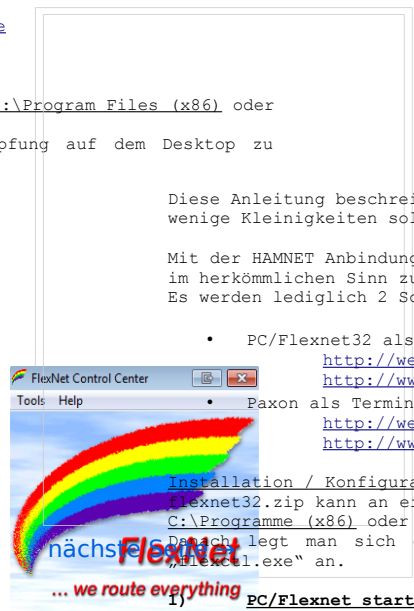 e
:\Program Files (x86) oder
pfung auf dem Desktop zu
Diese Anleitung beschrei
wenige Kleinigkeiten sol
Mit der HAMNET Anbindung
im herkömmlichen Sinn zu
Es werden lediglich 2 So
• PC/Flexnet32 als
http://we
http://ww
• Paxon als Termin
http://we
http://ww
FlexNet Control Center
Tools Help
FlexNet
... we route everything
nächste Seite
Installation / Konfigura
flexnet32.zip kann an ei
C:\Programme (x86) oder
Danach legt man sich
„flexctl.exe“ an.
1) PC/Flexnet start